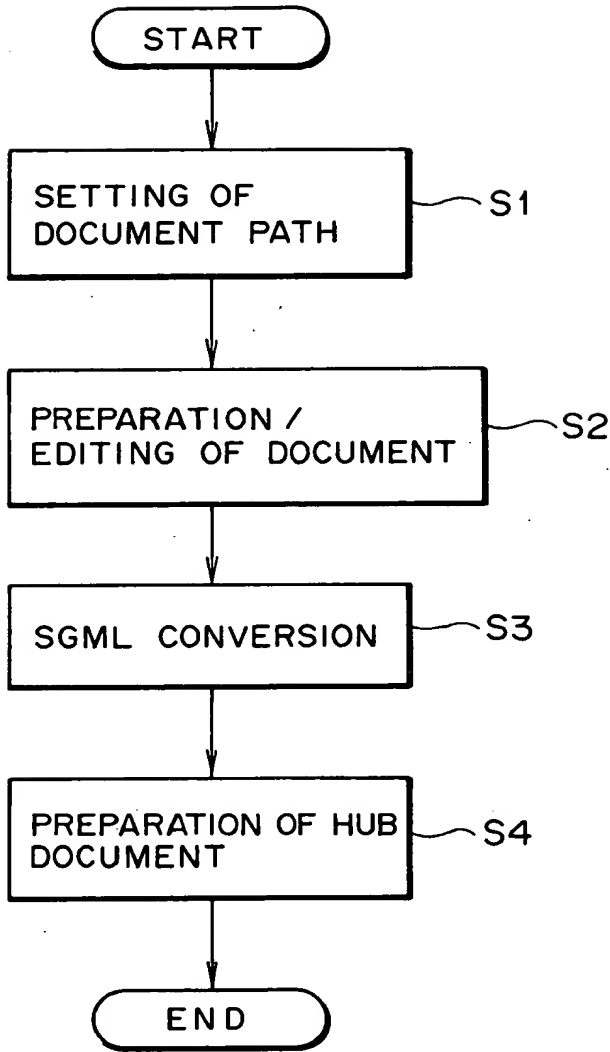 START
SETTING OF
DOCUMENT PATH
S1
PREPARATION /
EDITING OF DOCUMENT
S2
SGML CONVERSION
S3
PREPARATION OF HUB
DOCUMENT
S4
END